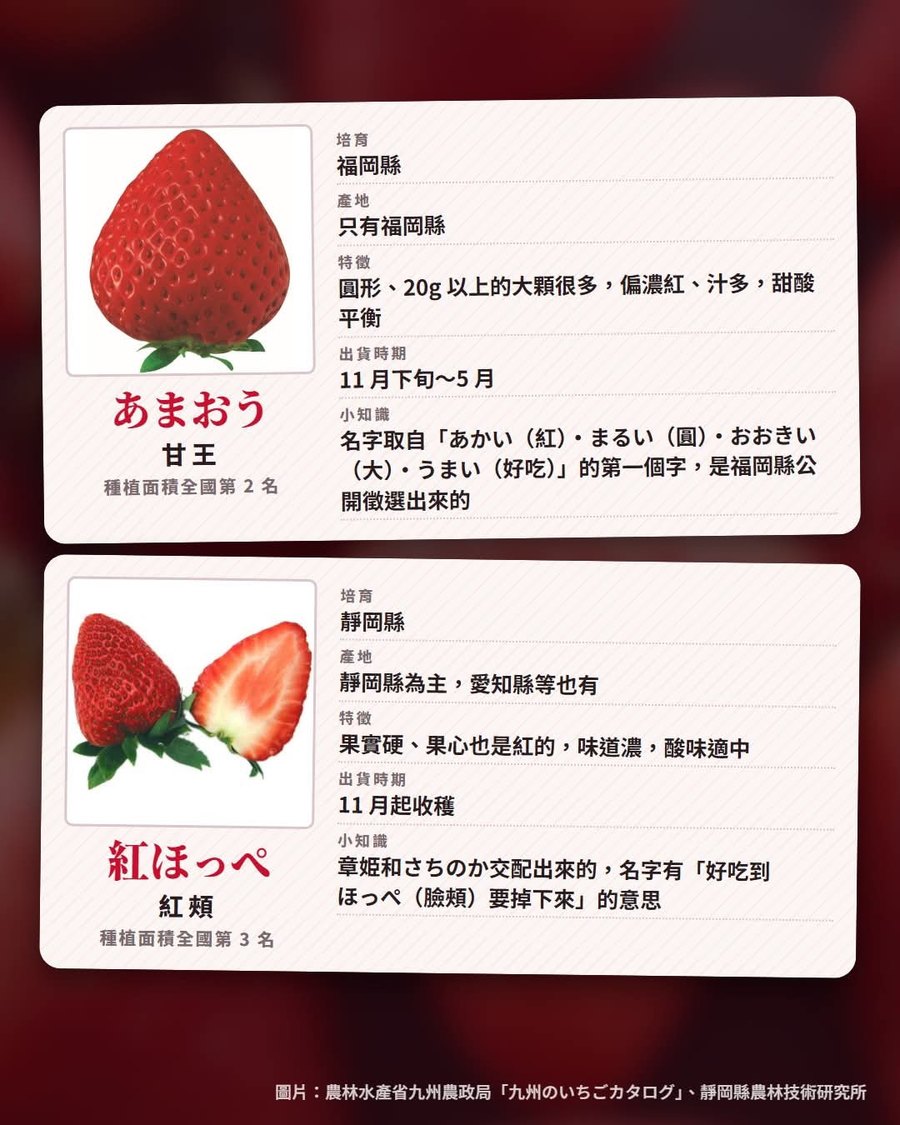 あまおう
甘王
種植面積全國第 2 名
培育
福岡縣
產地
只有福岡縣
特徵
圓形、20g 以上的大顆很多，偏濃紅、汁多，甜酸
平衡
出貨時期
11 月下旬～5 月
小知識
名字取自「あかい（紅）・まるい（圓）・おおきい
（大）・うまい（好吃）」的第一個字，是福岡縣公
開徵選出來的
紅ほっぺ
紅頰
種植面積全國第 3 名
培育
靜岡縣
產地
靜岡縣為主，愛知縣等也有
特徵
果實硬、果心也是紅的，味道濃，酸味適中
出貨時期
11 月起收穫
小知識
章姫和さちのか交配出來的，名字有「好吃到
ほっぺ（臉頰）要掉下來」的意思
圖片：農林水產省九州農政局「九州のいちごカタログ」、靜岡縣農林技術研究所